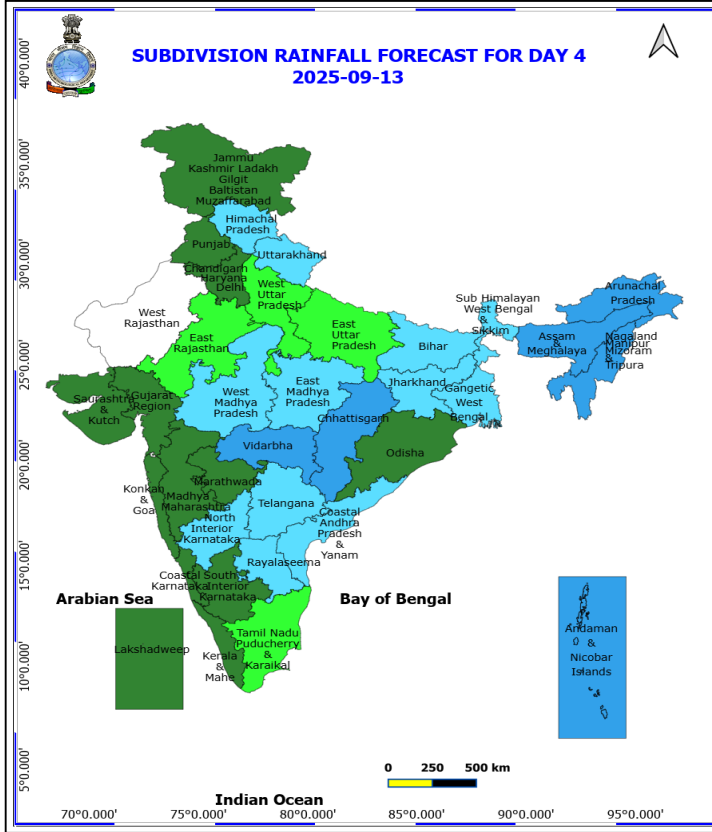 SUBDIVISION RAINFALL FORECAST FOR DAY 4
2025-09-13
40°0.000'
35°0.000'
30°0.000'
25°0.000'
20°0.000'
15°0.000'
10°0.000'
5°0.000'
Jammu
Kashmir Ladakh
Gilgit
Baltistan
Muzaffarabad
Himachal
Pradesh
Punjab
Uttarakhand
Chandigarh
Haryana
Delhi
West
Uttar
Pradesh
West
Rajasthan
East
Rajasthan
East
Uttar
Pradesh
Sub Himalayan
West Bengal
&
Sikkim
Arunachal
Pradesh
Assam
&
Meghalaya
Nagaland
Manipur
Mizoram
&
Tripura
Bihar
Saurashtra
&
Kutch
Gujarat
Region
West
Madhya
Pradesh
East
Madhya
Pradesh
Jharkhand
Gangetic
West
Bengal
Chhattisgarh
Vidarbha
Odisha
Konkan
&
Goa
Madhya
Maharashtra
Marathwada
Telangana
North
Interior
Karnataka
Coastal
Andhra
Pradesh
&
Yanam
Rayalaseema
Coastal
Karnataka
South
Interior
Karnataka
Arabian Sea
Bay of Bengal
Lakshadweep
Kerala
&
Mahe
Tamil Nadu
Puducherry
&
Karaikal
Andaman
&
Nicobar
Islands
0 250 500 km
Indian Ocean
70°0.000' 75°0.000' 80°0.000' 85°0.000' 90°0.000' 95°0.000'